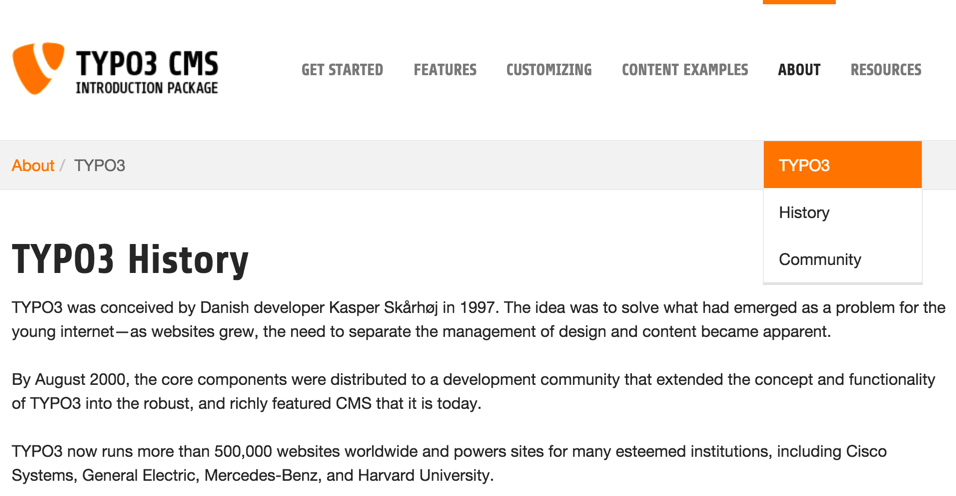 TYPO3 CMS
INTRODUCTION PACKAGE
GET STARTED FEATURES CUSTOMIZING CONTENT EXAMPLES ABOUT RESOURCES
About / TYPO3
TYPO3
History
Community
TYPO3 History
TYPO3 was conceived by Danish developer Kasper Skårhøj in 1997. The idea was to solve what had emerged as a problem for the
young internet—as websites grew, the need to separate the management of design and content became apparent.
By August 2000, the core components were distributed to a development community that extended the concept and functionality
of TYPO3 into the robust, and richly featured CMS that it is today.
TYPO3 now runs more than 500,000 websites worldwide and powers sites for many esteemed institutions, including Cisco
Systems, General Electric, Mercedes-Benz, and Harvard University.